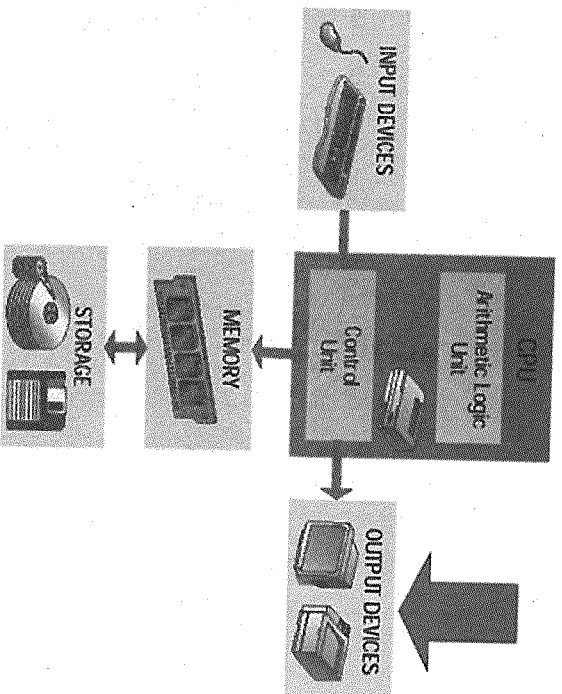 CPU
Arithmetic Logic
Unit
Control
Unit
INPUT DEVICES
OUTPUT DEVICES
MEMORY
STORAGE